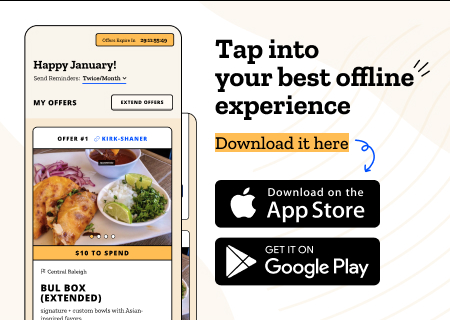 Offers Expire In 29:11:55:49
Happy January!
Send Reminders: Twice/Month
MY OFFERS
EXTEND OFFERS
OFFER #1 KIRK-SHANER
$10 TO SPEND
Central Raleigh
BUL BOX
(EXTENDED)
signature + custom bowls with Asian-
inspired flavors
Tap into
your best offline
experience
Download it here
Download on the
App Store
GET IT ON
Google Play